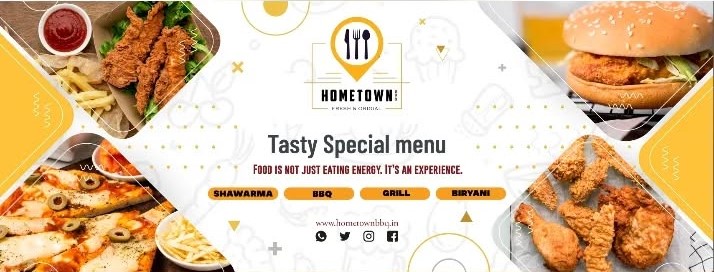 HOMETOWN
Tasty Special menu
FOOD IS NOT JUST EATING ENERGY. IT'S AN EXPERIENCE.
SHAWARMA BBQ GRILL BIRYANI
www.hometownbbq.in